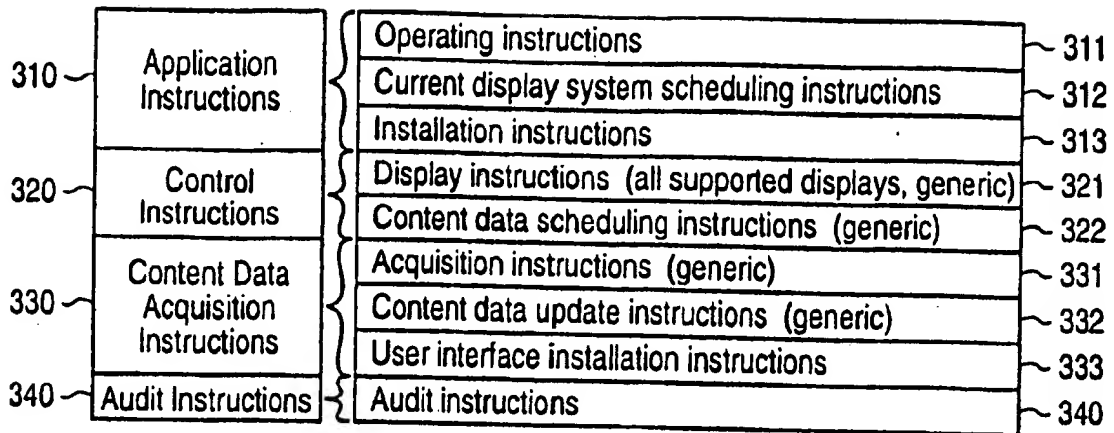 310
Application
Instructions
Operating instructions
311
Current display system scheduling instructions
312
Installation instructions
313
320
Control
Instructions
Display instructions (all supported displays, generic)
321
Content data scheduling instructions (generic)
322
330
Content Data
Acquisition
Instructions
Acquisition instructions (generic)
331
Content data update instructions (generic)
332
User interface installation instructions
333
340
Audit Instructions
Audit instructions
340